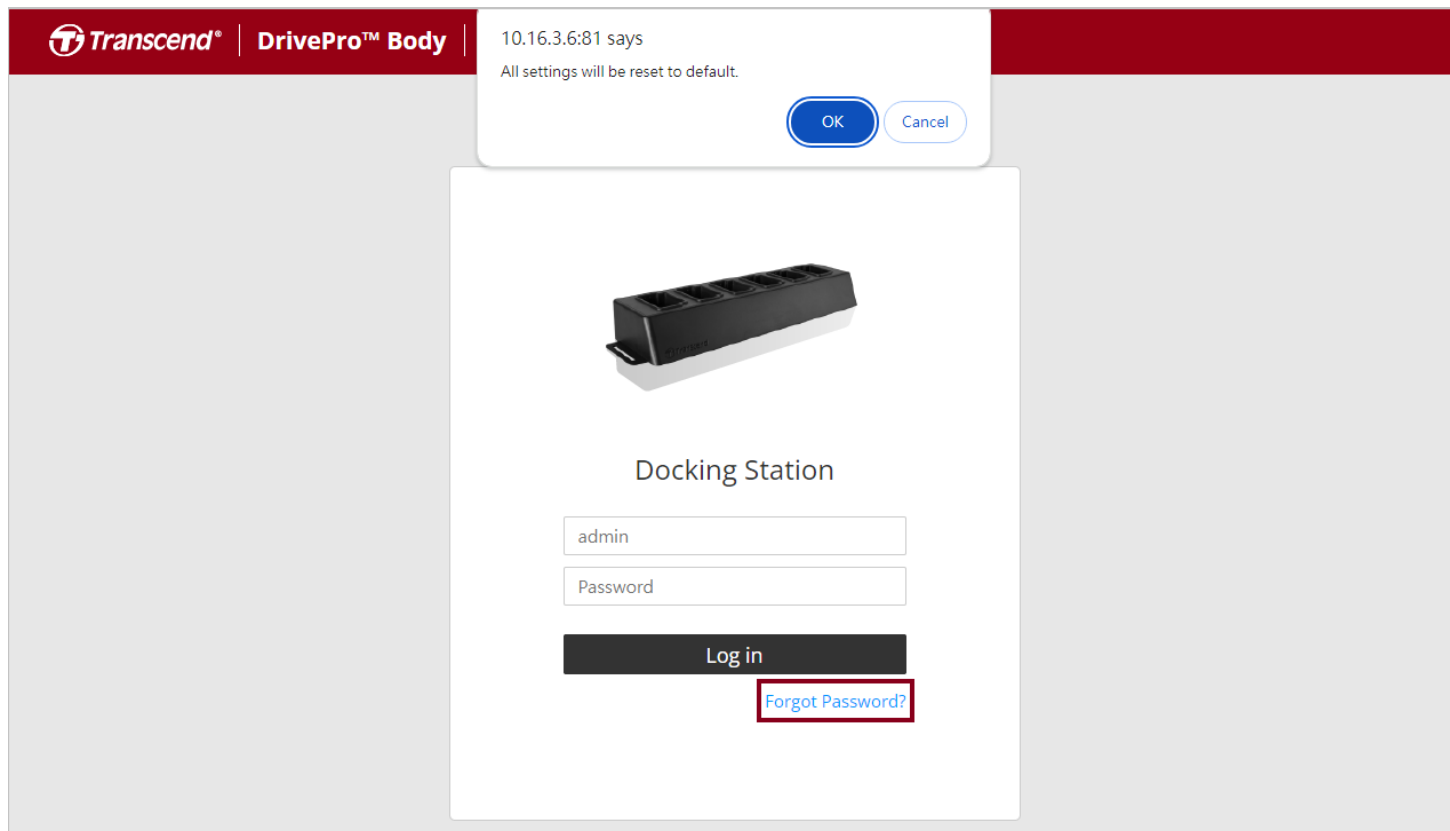 Transcend® DrivePro™ Body
10.16.3.6:81 says
All settings will be reset to default.
OK Cancel
Transcend
Docking Station
admin
Password
Log in
Forgot Password?